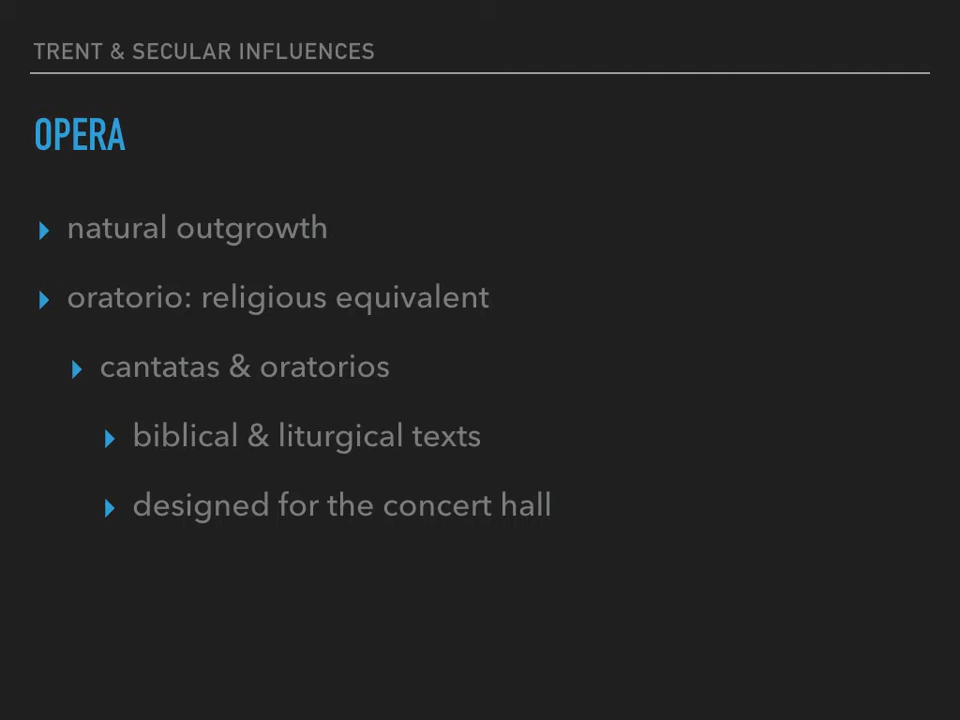 TRENT & SECULAR INFLUENCES
OPERA
natural outgrowth
oratorio: religious equivalent
cantatas & oratorios
biblical & liturgical texts
designed for the concert hall